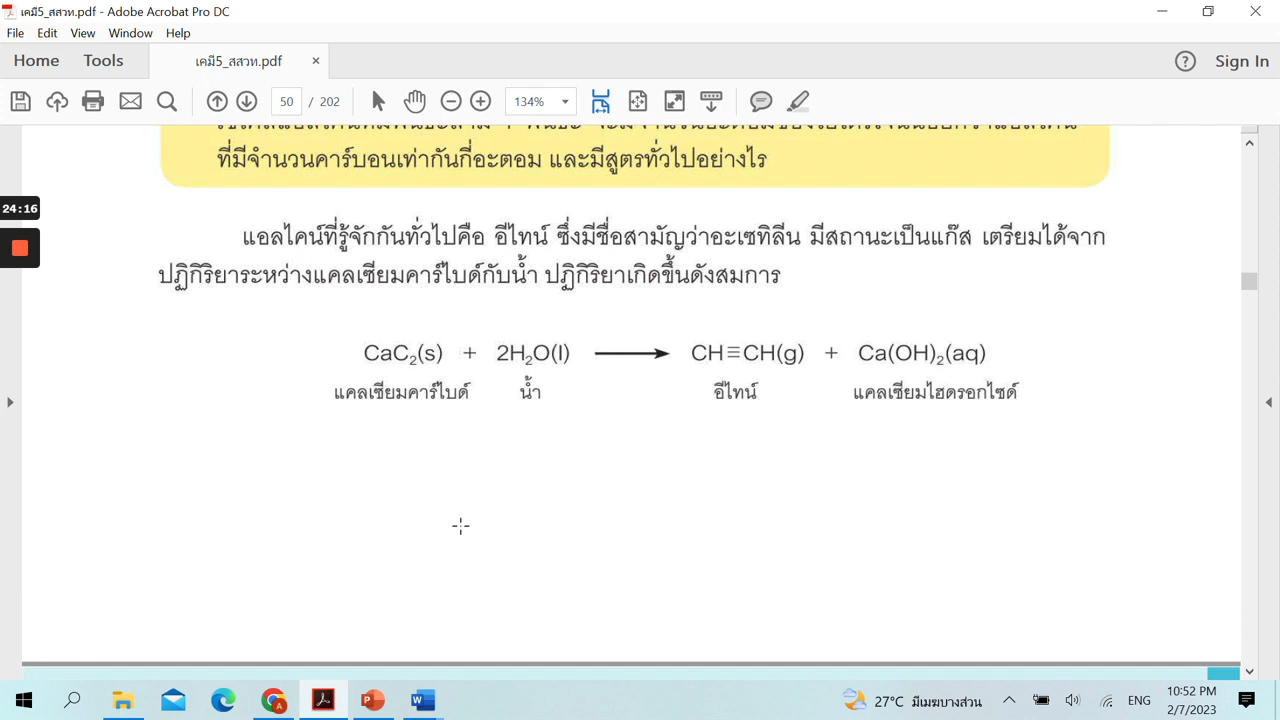 เคมี5_สสวท.pdf - Adobe Acrobat Pro DC
File Edit View Window Help
Home Tools เคมี5_สสวท.pdf × Sign In
50 / 202 134%
ที่มีจำนวนคาร์บอนเท่ากันกี่อะตอม และมีสูตรทั่วไปอย่างไร
24:16
แอลไคน์ที่รู้จักกันทั่วไปคือ อีไทน์ ซึ่งมีชื่อสามัญว่าอะเซทิลีน มีสถานะเป็นแก๊ส เตรียมได้จาก
ปฏิกิริยาระหว่างแคลเซียมคาร์ไบด์กับน้ำ ปฏิกิริยาเกิดขึ้นดังสมการ
CaC₂(s) + 2H₂O(l) ⟶ CH≡CH(g) + Ca(OH)₂(aq)
แคลเซียมคาร์ไบด์ น้ำ อีไทน์ แคลเซียมไฮดรอกไซด์
27°C มีเมฆบางส่วน ENG 10:52 PM
2/7/2023